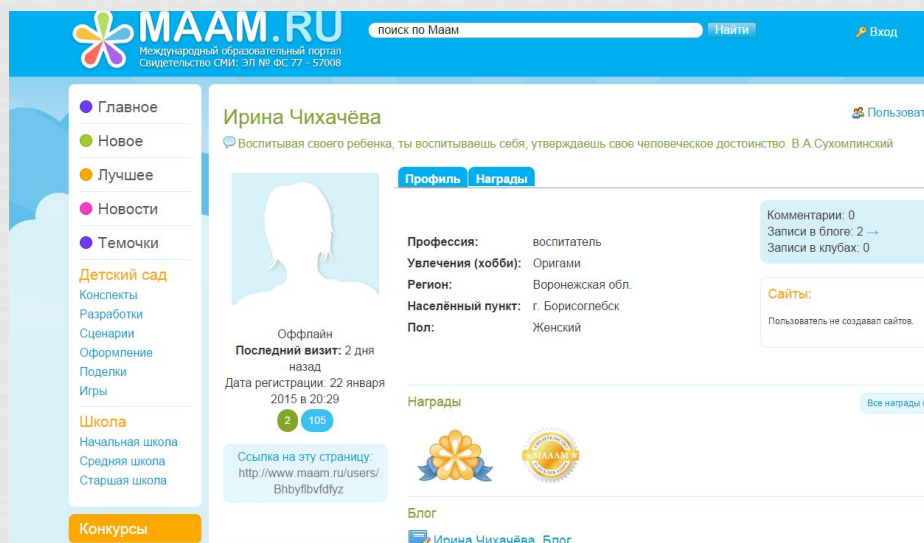 MAAM.RU
Международный образовательный портал
Свидетельство СМИ: ЭЛ № ФС 77 - 57008
поиск по Маам
Найти
Вход
Главное
Новое
Лучшее
Новости
Темочки
Детский сад
Конспекты
Разработки
Сценарии
Оформление
Поделки
Игры
Школа
Начальная школа
Средняя школа
Старшая школа
Конкурсы
Ирина Чихачёва
Пользоват
Воспитывая своего ребенка, ты воспитываешь себя, утверждаешь свое человеческое достоинство. В.А.Сухомлинский
Оффлайн
Последний визит: 2 дня
назад
Дата регистрации: 22 января
2015 в 20:29
2 105
Ссылка на эту страницу:
http://www.maam.ru/users/
Bhbyflbvfdfyz
Профиль Награды
Профессия: воспитатель
Увлечения (хобби): Оригами
Регион: Воронежская обл.
Населённый пункт: г. Борисоглебск
Пол: Женский
Комментарии: 0
Записи в блоге: 2 →
Записи в клубах: 0
Сайты:
Пользователь не создавал сайтов.
Награды
Все награды
МАААМ
Блог
Ирина Чихачёва. Блог